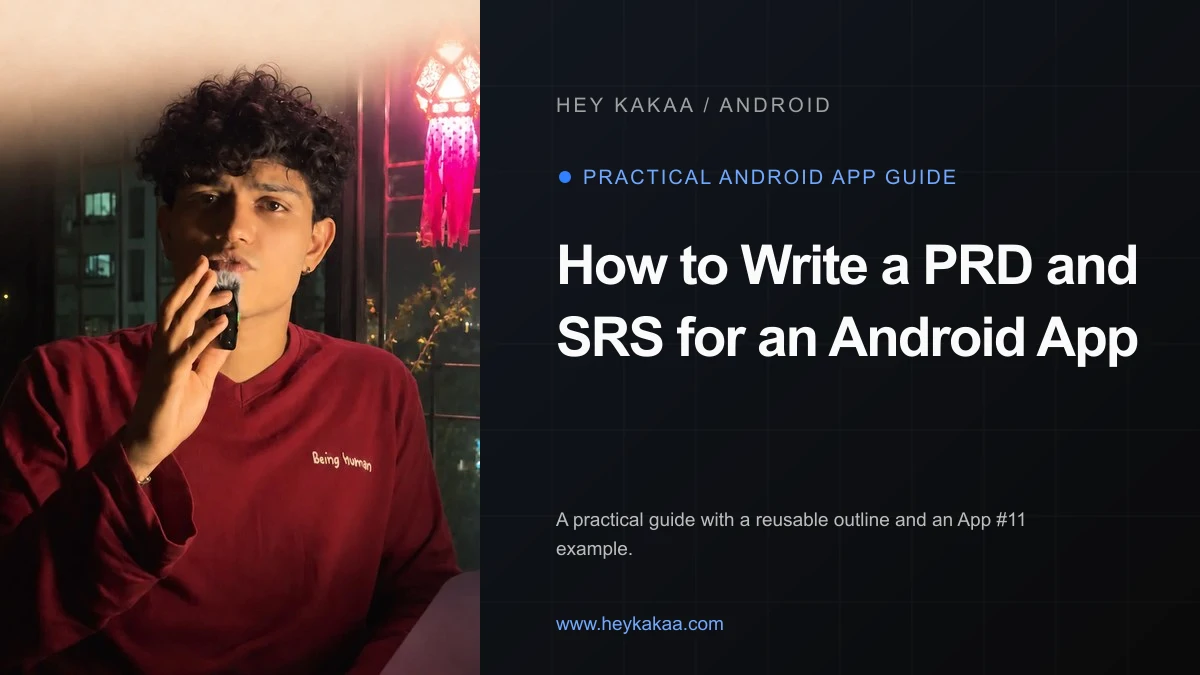 HEY KAKAA / ANDROID
PRACTICAL ANDROID APP GUIDE
How to Write a PRD and
SRS for an Android App
Being human
A practical guide with a reusable outline and an App #11
example.
www.heykakaa.com